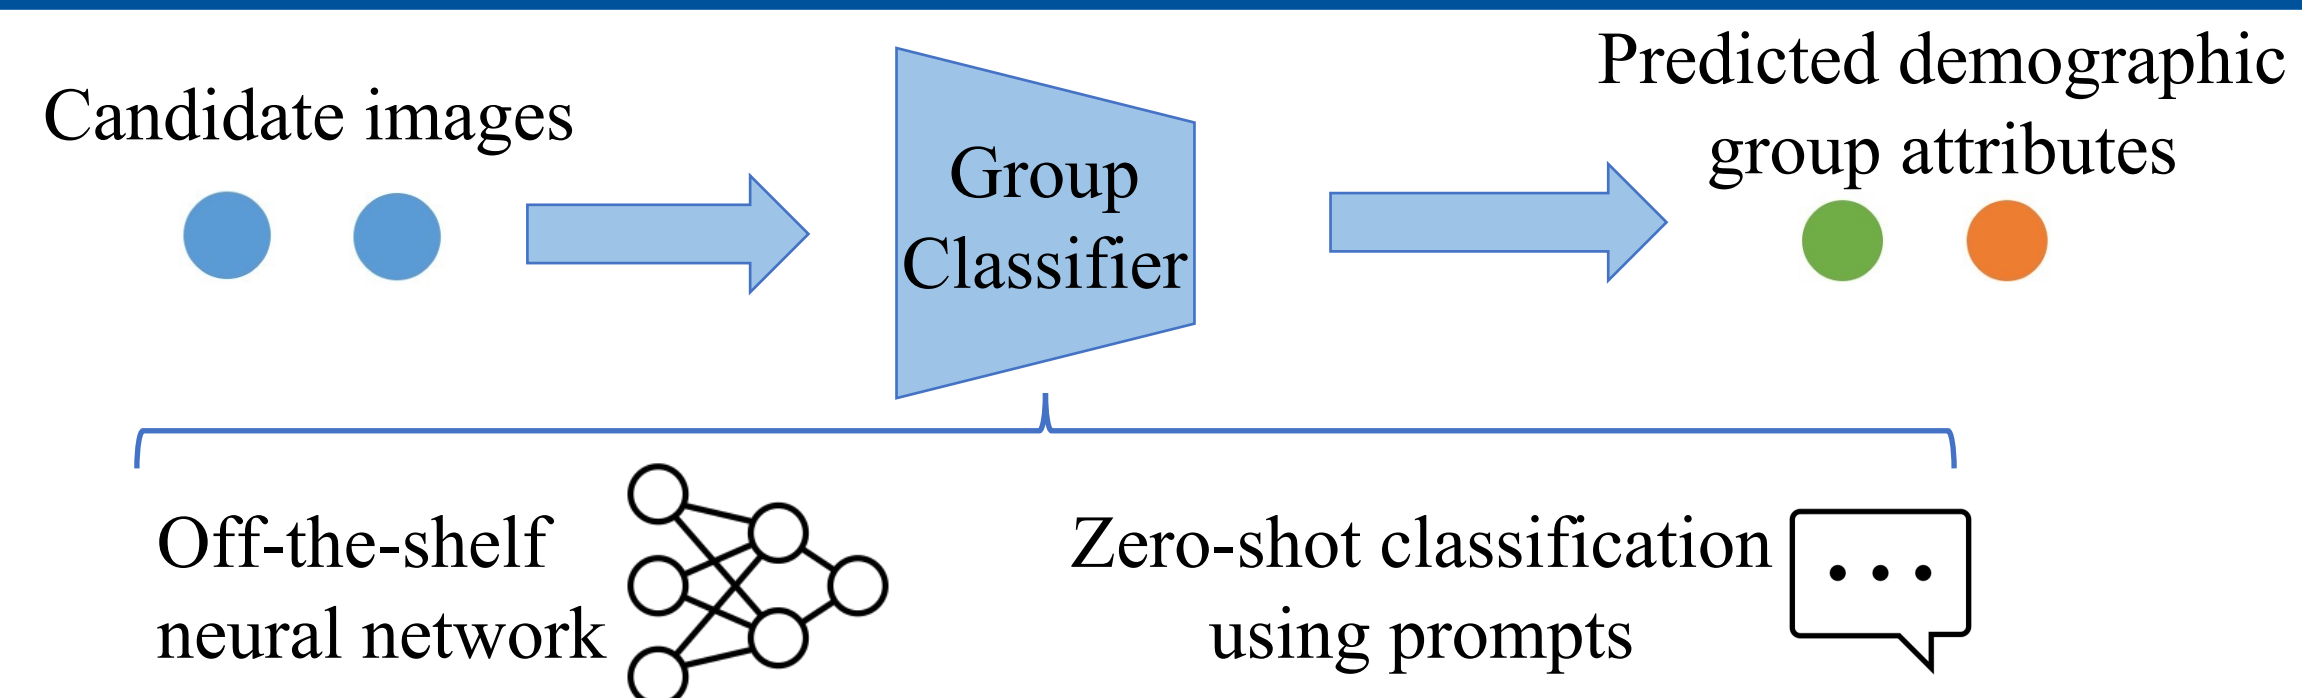 Candidate images
Group
Classifier
Predicted demographic
group attributes
Off-the-shelf
neural network
Zero-shot classification
using prompts